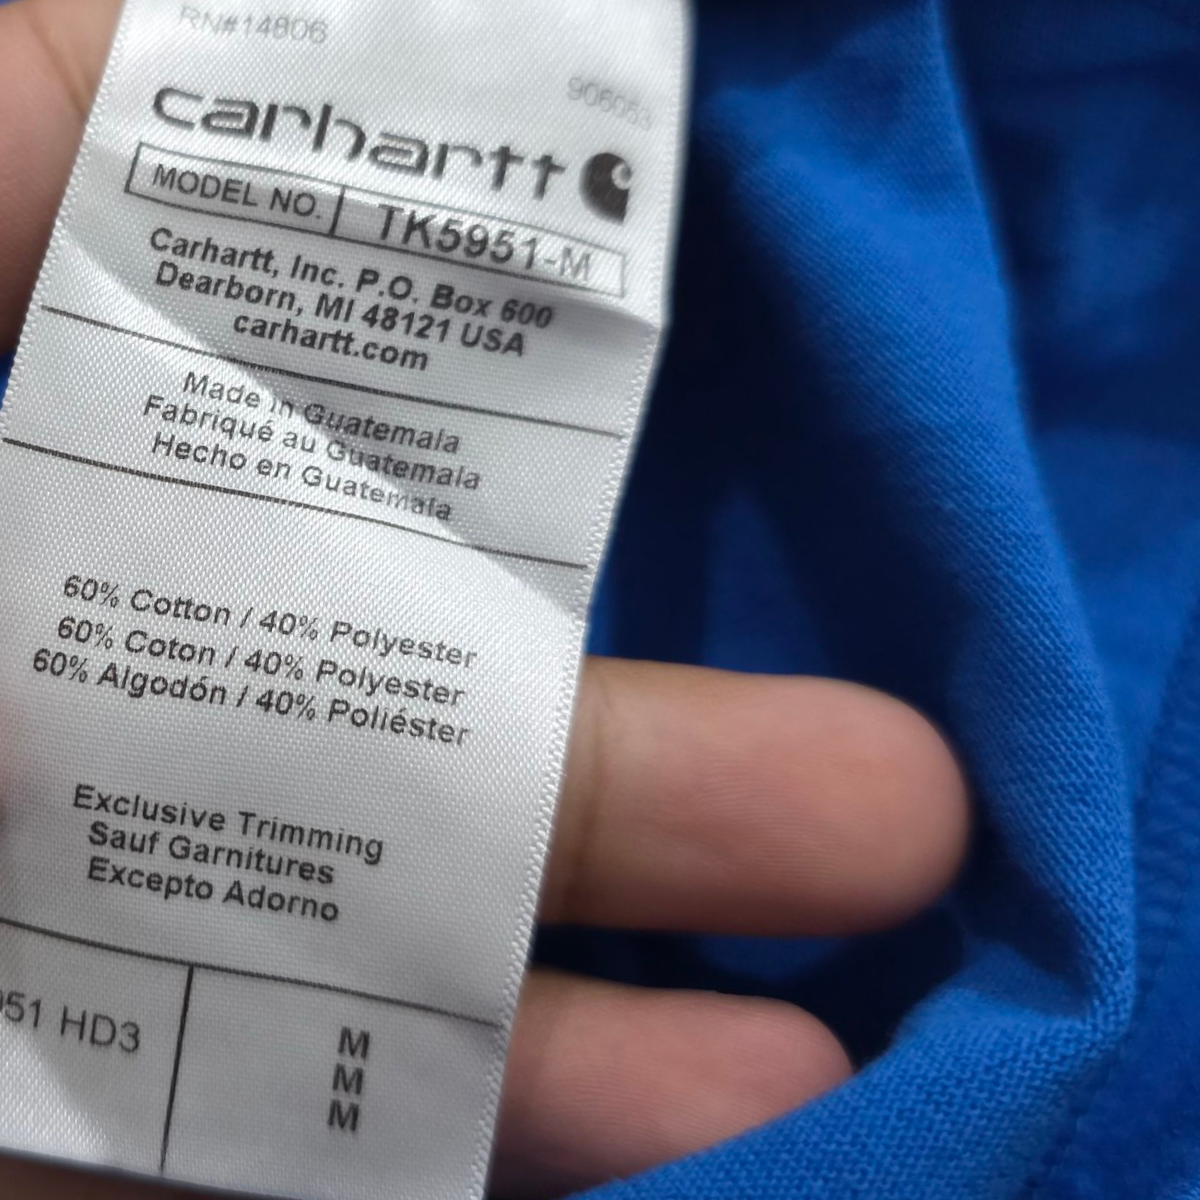 RN#14806
carhartt
MODEL NO. TK5951-M
Carhartt, Inc. P.O. Box 600
Dearborn, MI 48121 USA
carhartt.com
Made in Guatemala
Fabriqué au Guatemala
Hecho en Guatemala
60% Cotton / 40% Polyester
60% Coton / 40% Polyester
60% Algodón / 40% Poliéster
Exclusive Trimming
Sauf Garnitures
Excepto Adorno
51 HD3
M
M
M